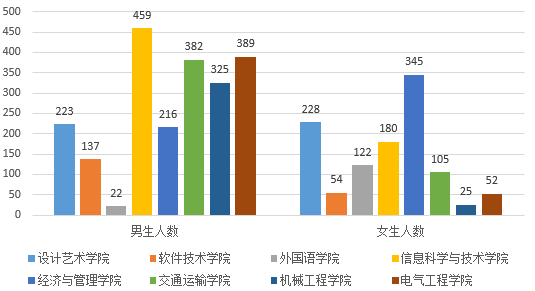 500
450
400
350
300
250
200
150
100
50
0
223 137 22 459 216 382 325 389
228 54 122 180 345 105 25 52
男生人数 女生人数
设计艺术学院 软件技术学院 外国语学院 信息科学与技术学院
经济与管理学院 交通运输学院 机械工程学院 电气工程学院